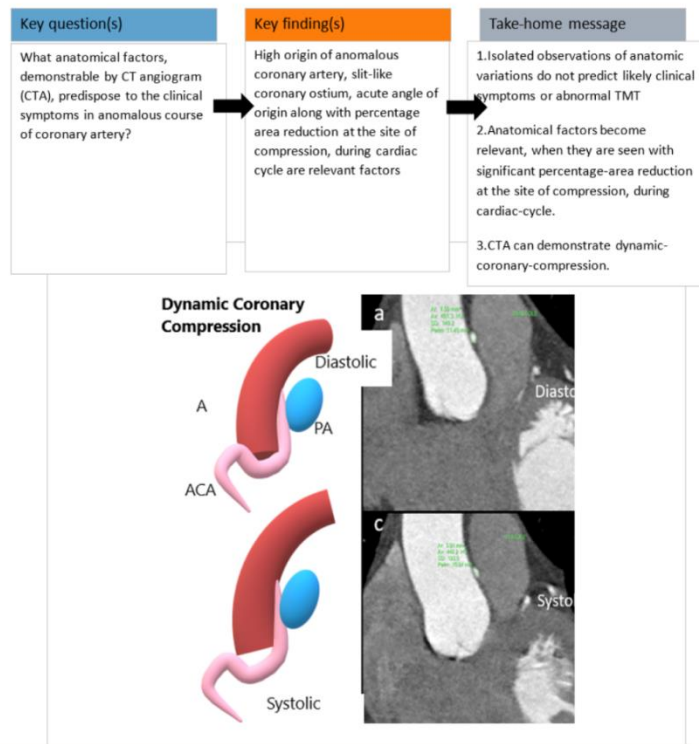 Key question(s)
What anatomical factors,
demonstrable by CT angiogram
(CTA), predispose to the clinical
symptoms in anomalous course
of coronary artery?
Key finding(s)
High origin of anomalous
coronary artery, slit-like
coronary ostium, acute angle of
origin along with percentage
area reduction at the site of
compression, during cardiac
cycle are relevant factors
Take-home message
1.Isolated observations of anatomic
variations do not predict likely clinical
symptoms or abnormal TMT
2.Anatomical factors become
relevant, when they are seen with
significant percentage-area reduction
at the site of compression, during
cardiac-cycle.
3.CTA can demonstrate dynamic-
coronary-compression.
Dynamic Coronary
Compression
Diastolic
A
PA
ACA
Systolic
a
Diasto
c
Systol